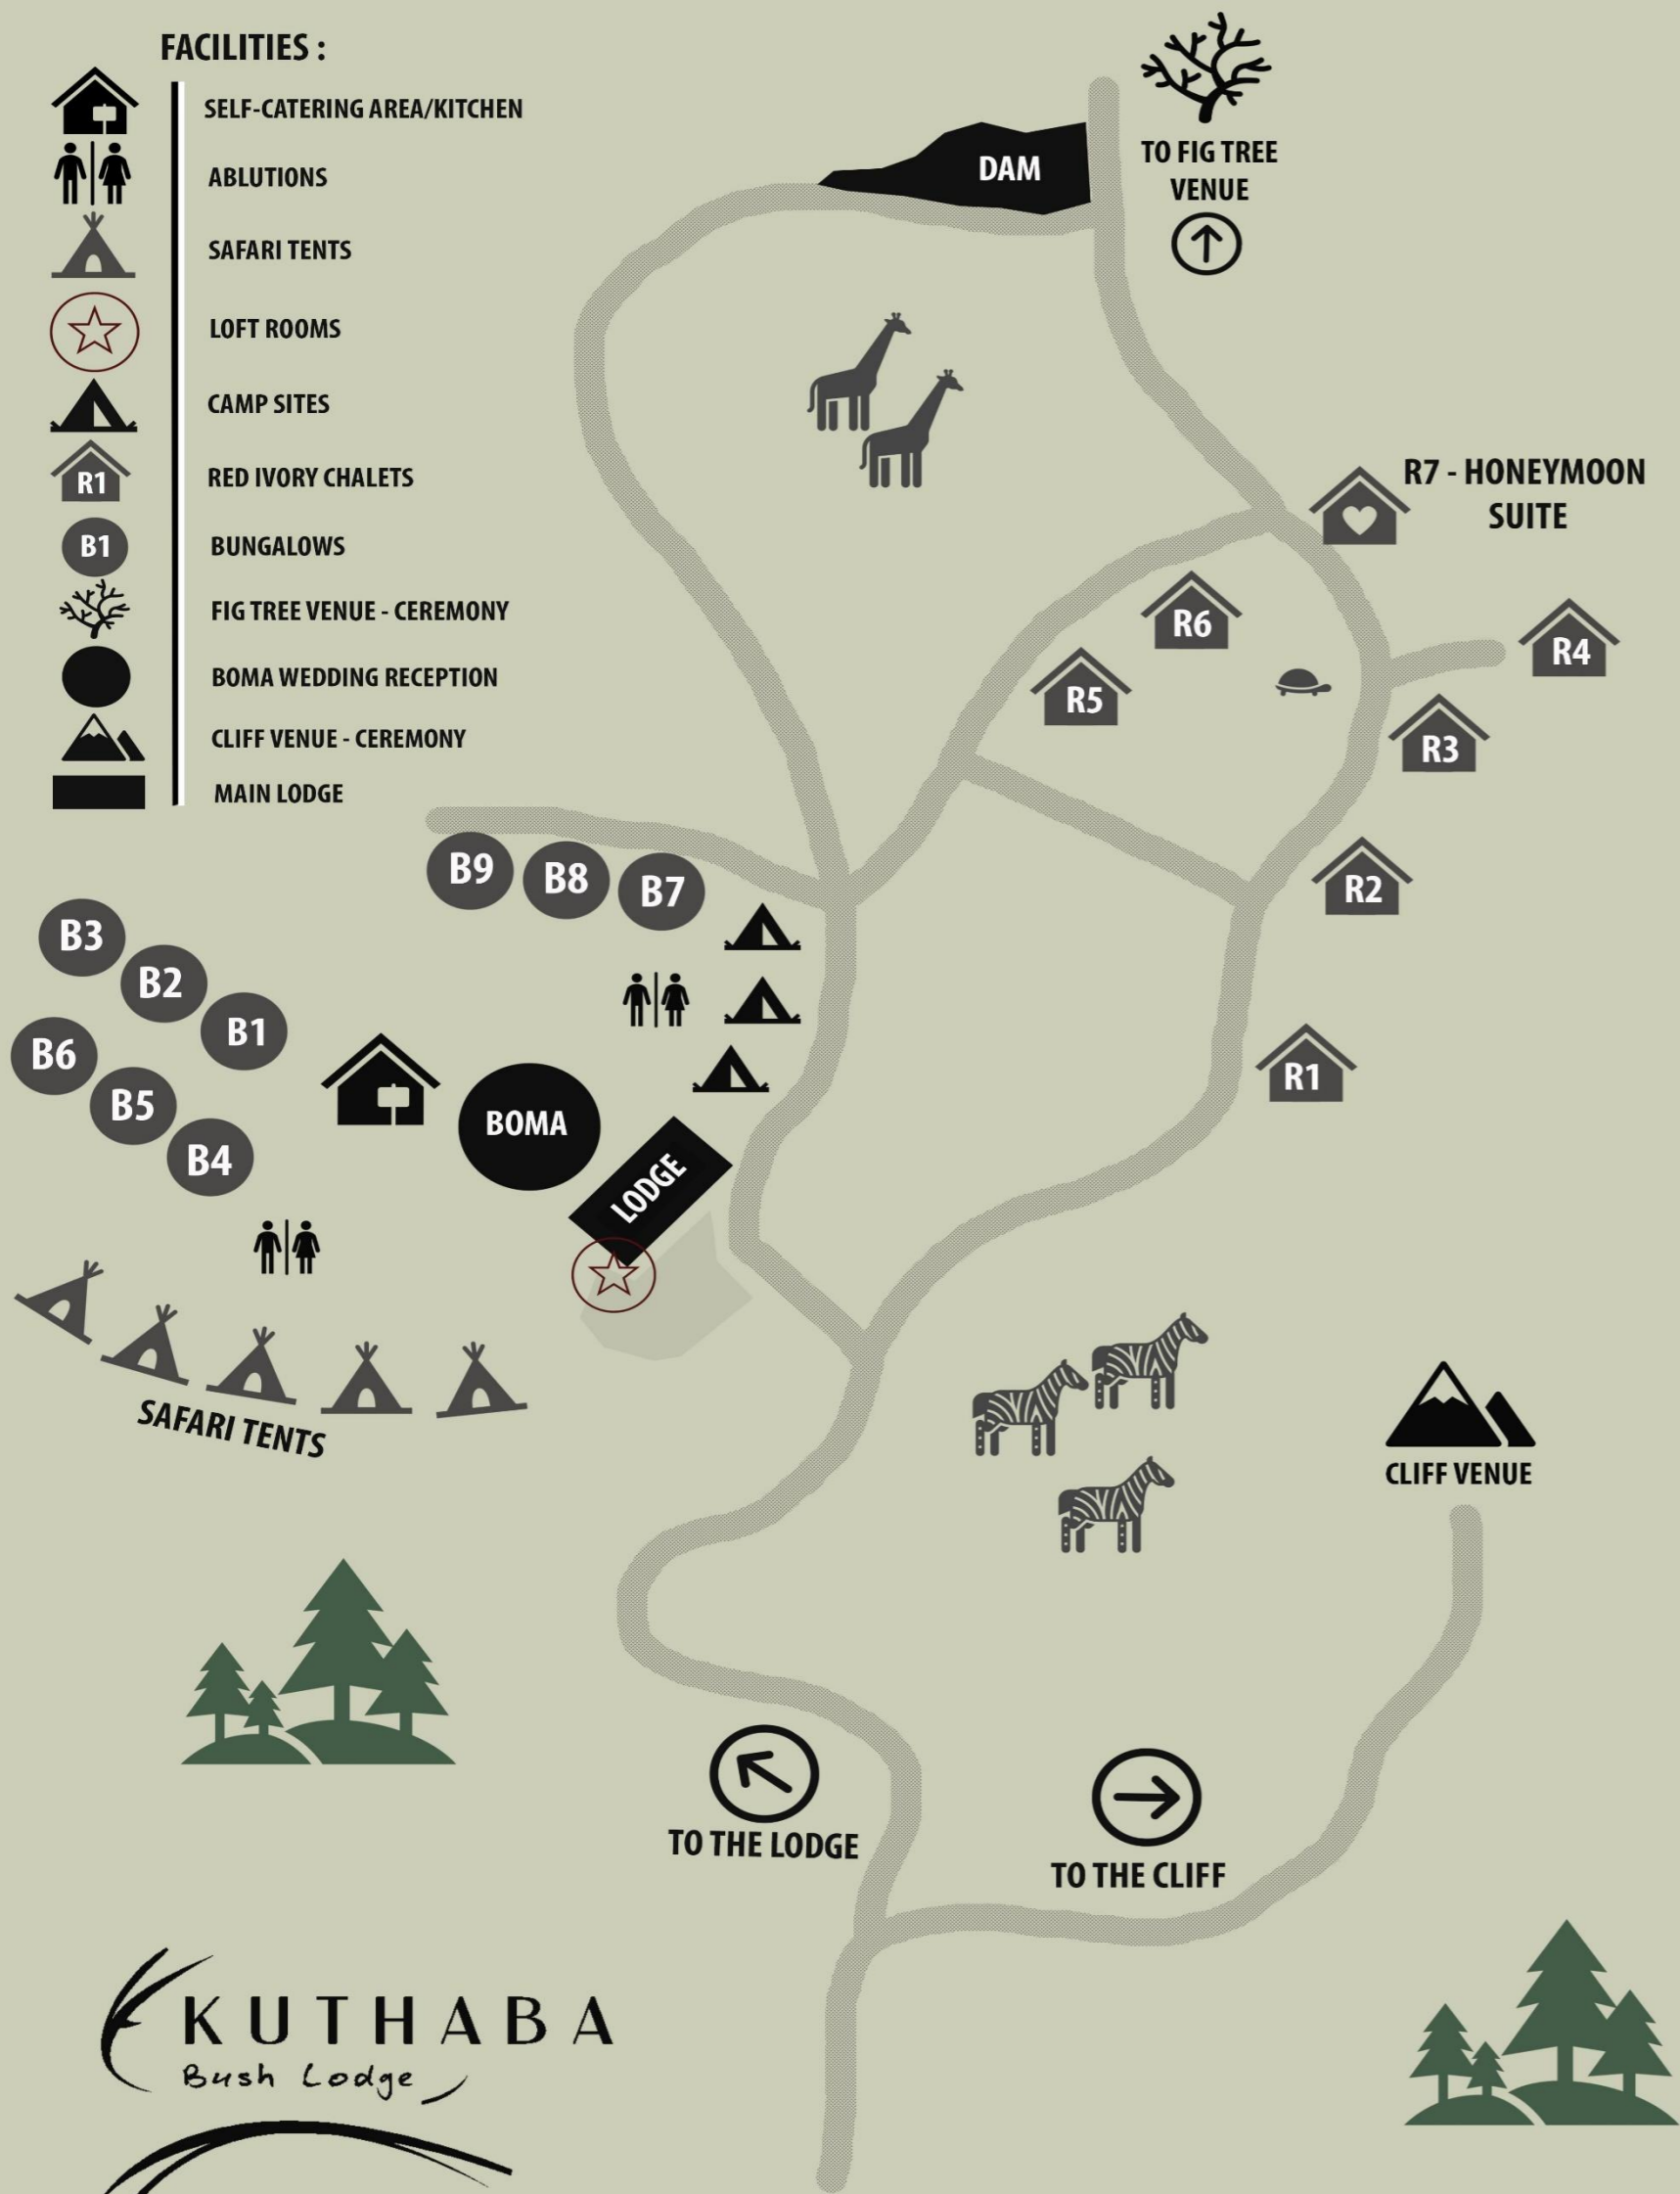 FACILITIES :
SELF-CATERING AREA/KITCHEN
ABLUTIONS
SAFARI TENTS
LOFT ROOMS
CAMP SITES
R1
RED IVORY CHALETS
B1
BUNGALOWS
FIG TREE VENUE - CEREMONY
BOMA WEDDING RECEPTION
CLIFF VENUE - CEREMONY
MAIN LODGE
DAM
TO FIG TREE
VENUE
R7 - HONEYMOON
SUITE
R6
R4
R5
R3
R2
R1
B9
B8
B7
B3
B2
B1
B6
B5
B4
BOMA
LODGE
SAFARI TENTS
CLIFF VENUE
TO THE LODGE
TO THE CLIFF
KUTHABA
Bush Lodge